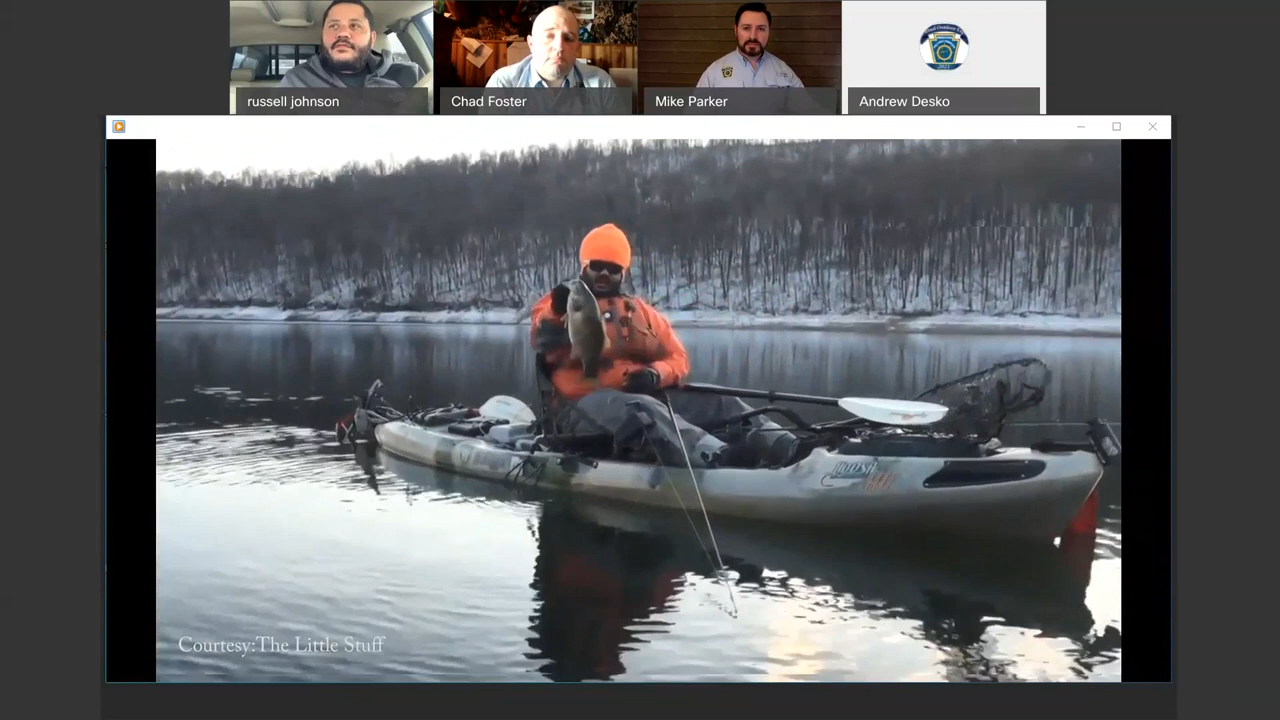 russell johnson
Chad Foster
Mike Parker
Andrew Desko
Courtesy:The Little Stuff